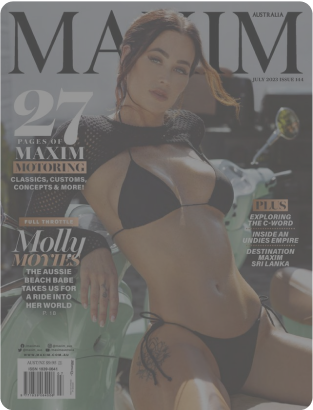 MAXIM
AUSTRALIA
JULY 2023 ISSUE 144
27
PAGES OF
MAXIM
MOTORING
CLASSICS, CUSTOMS,
CONCEPTS & MORE!
FULL THROTTLE
Molly
THE AUSSIE
BEACH BABE
TAKES US FOR
A RIDE INTO
HER WORLD
PLUS
EXPLORING
THE C-WORD
INSIDE AN
UNDIES EMPIRE
DESTINATION
MAXIM
SRI LANKA